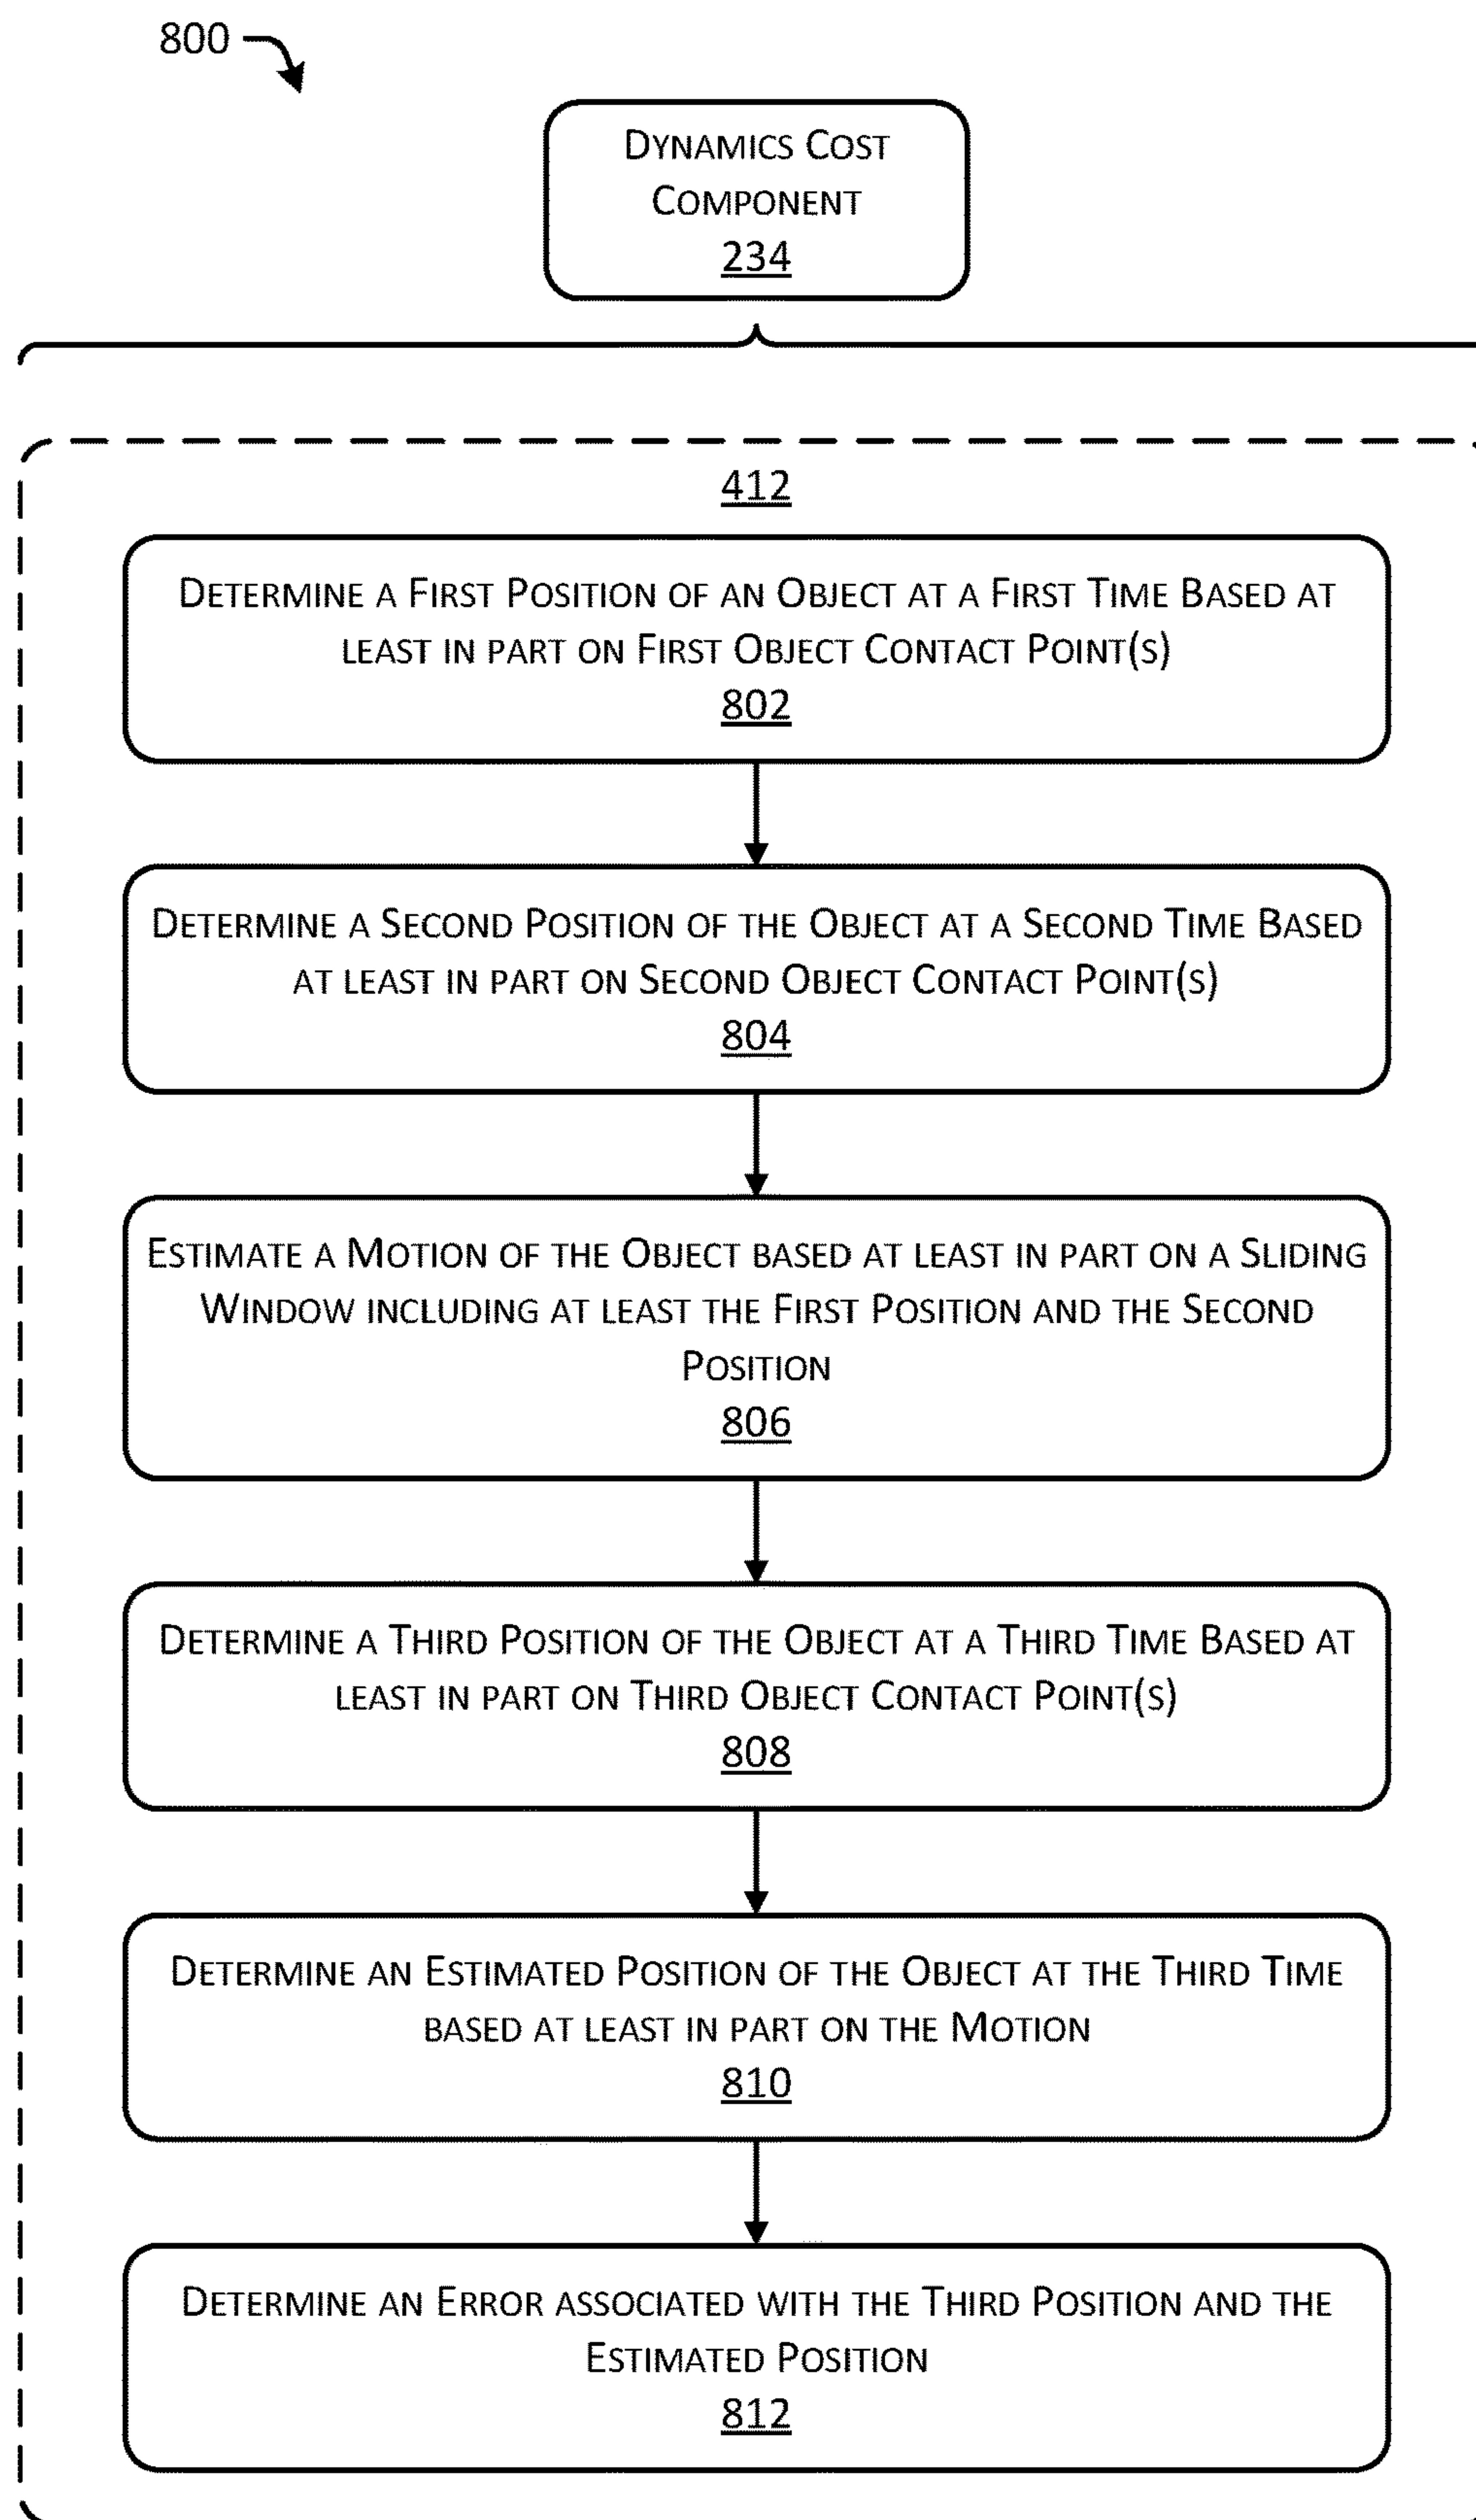 800
DYNAMICS COST
COMPONENT
234
412
DETERMINE A FIRST POSITION OF AN OBJECT AT A FIRST TIME BASED AT
LEAST IN PART ON FIRST OBJECT CONTACT POINT(S)
802
DETERMINE A SECOND POSITION OF THE OBJECT AT A SECOND TIME BASED
AT LEAST IN PART ON SECOND OBJECT CONTACT POINT(S)
804
ESTIMATE A MOTION OF THE OBJECT BASED AT LEAST IN PART ON A SLIDING
WINDOW INCLUDING AT LEAST THE FIRST POSITION AND THE SECOND
POSITION
806
DETERMINE A THIRD POSITION OF THE OBJECT AT A THIRD TIME BASED AT
LEAST IN PART ON THIRD OBJECT CONTACT POINT(S)
808
DETERMINE AN ESTIMATED POSITION OF THE OBJECT AT THE THIRD TIME
BASED AT LEAST IN PART ON THE MOTION
810
DETERMINE AN ERROR ASSOCIATED WITH THE THIRD POSITION AND THE
ESTIMATED POSITION
812